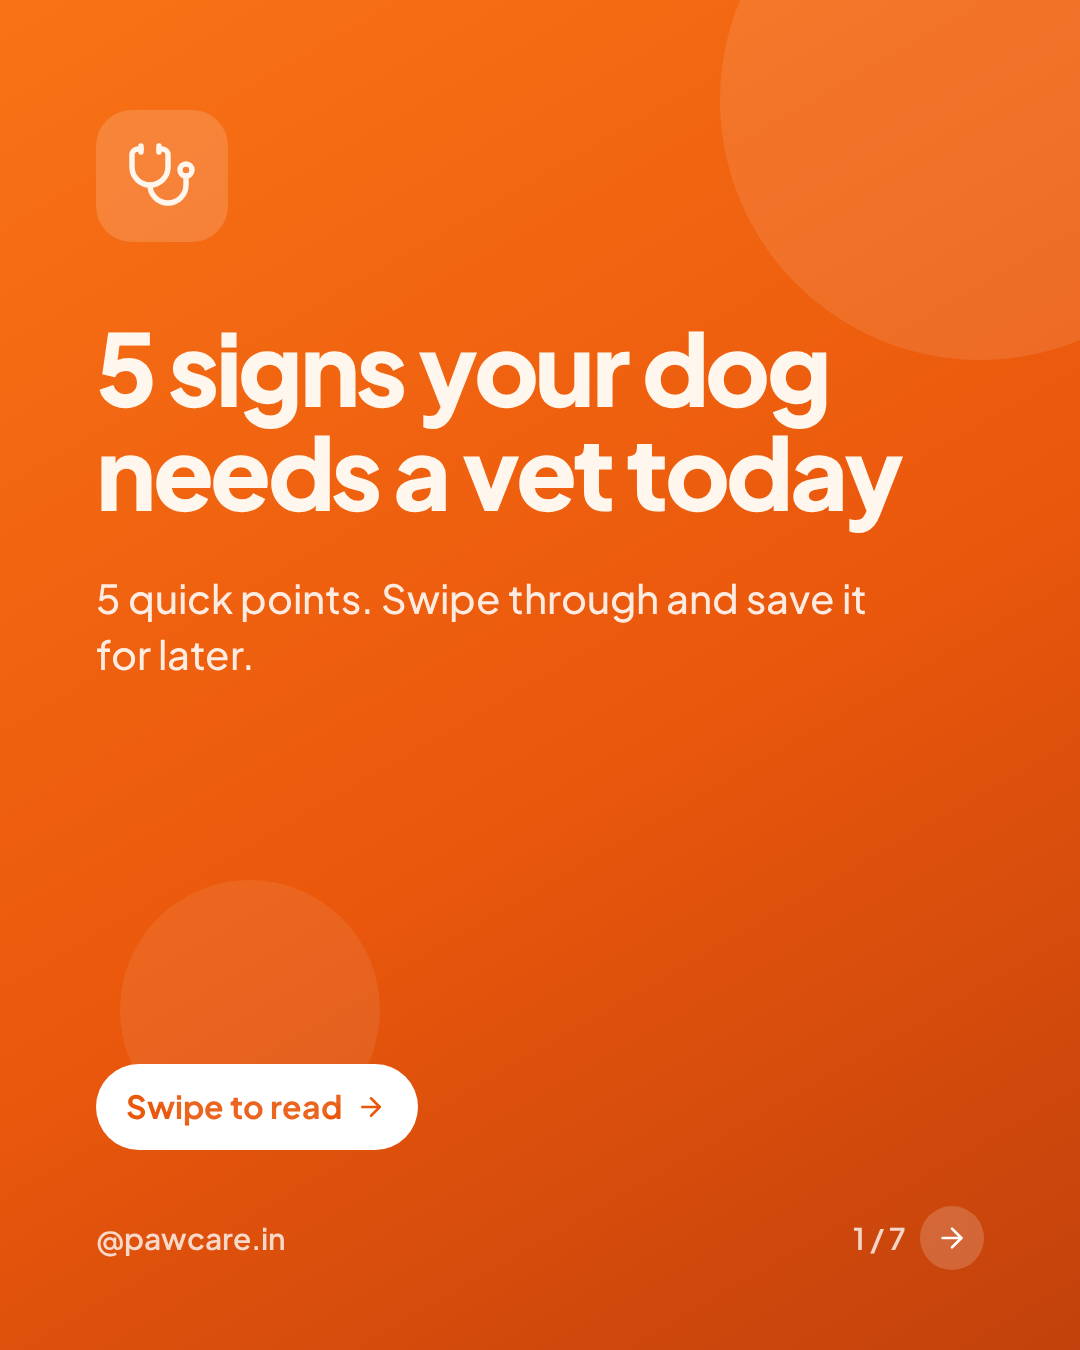 5 signs your dog
needs a vet today
5 quick points. Swipe through and save it
for later.
Swipe to read
@pawcare.in
1 / 7